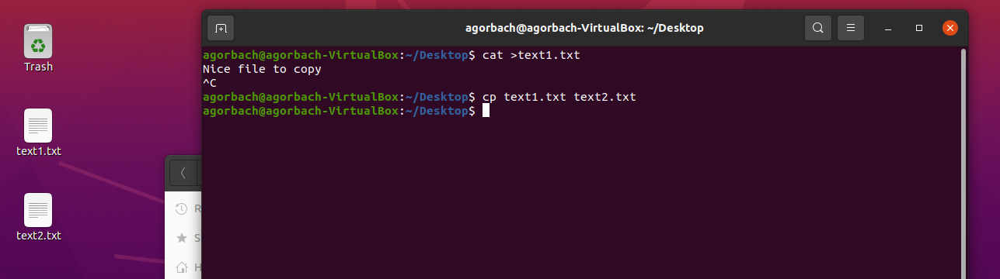 agorbach@agorbach-VirtualBox: ~/Desktop
Trash
text1.txt
text2.txt
agorbach@agorbach-VirtualBox:~/Desktop$ cat >text1.txt
Nice file to copy
^C
agorbach@agorbach-VirtualBox:~/Desktop$ cp text1.txt text2.txt
agorbach@agorbach-VirtualBox:~/Desktop$